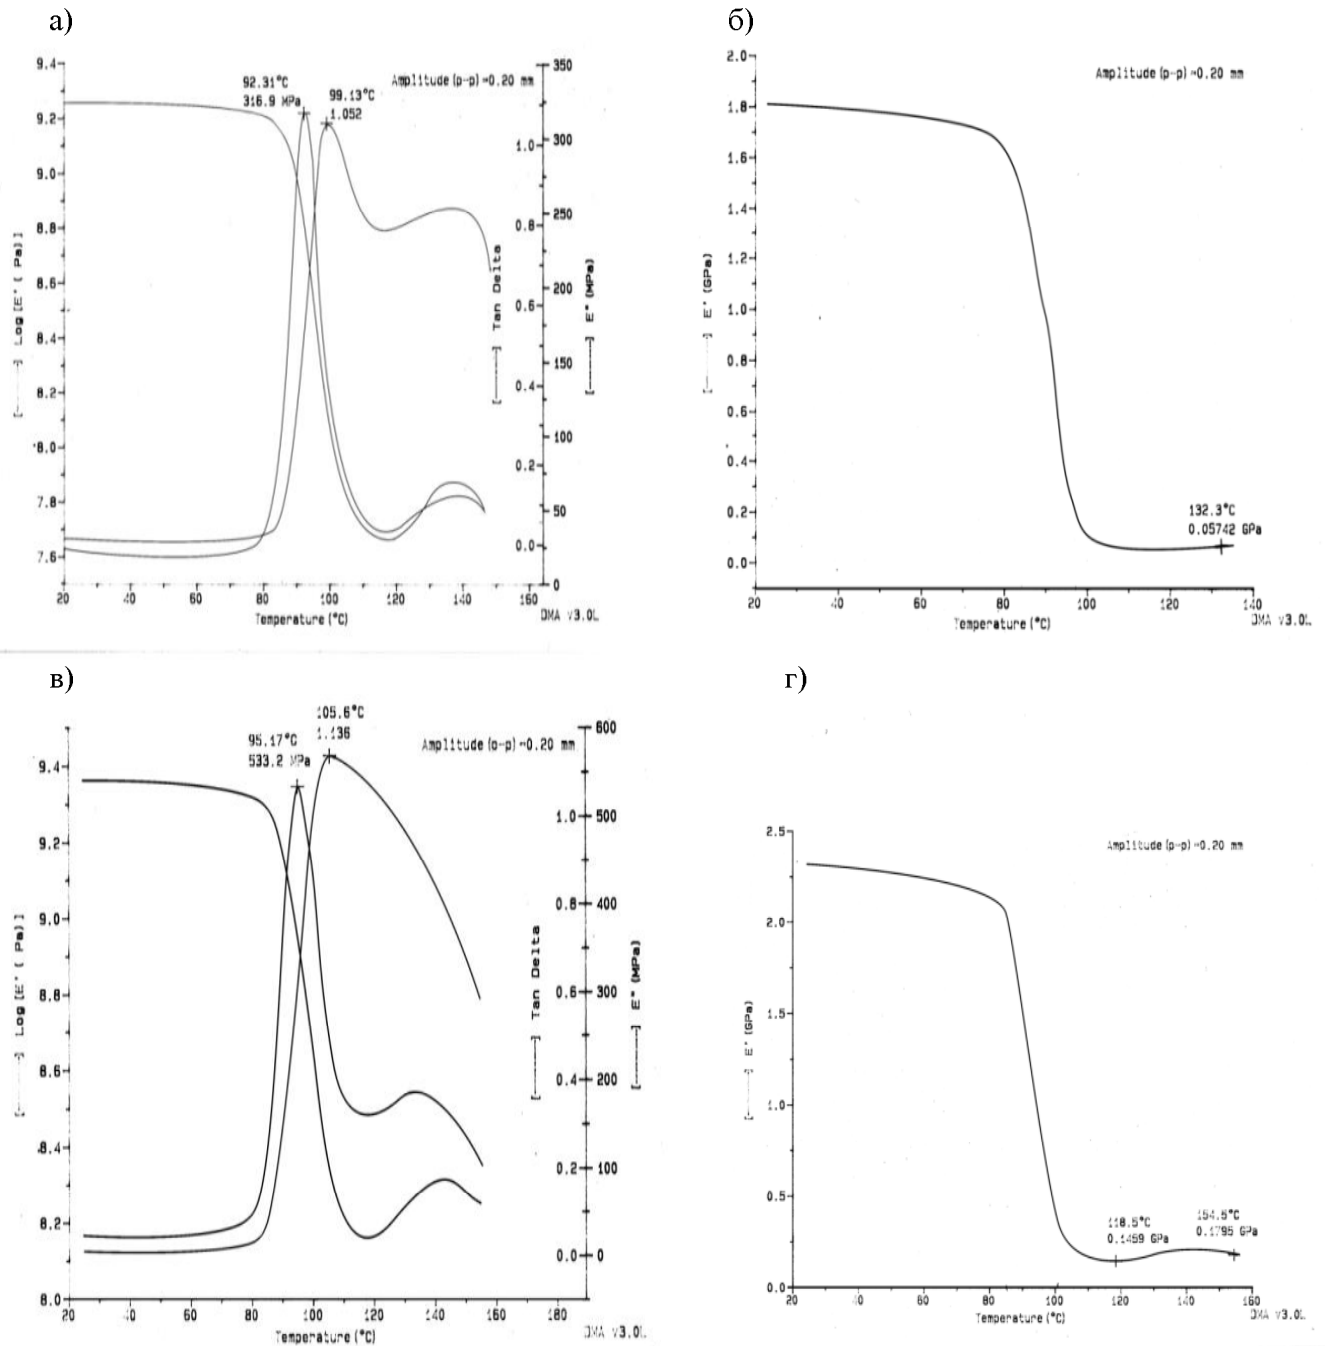 а)
92.31°C
316.9 MPa
99.13°C
1.052
Amplitude (p-p) =0.20 mm
9.4
9.2
9.0
8.8
8.6
8.4
8.2
8.0
7.8
7.6
[——] Log [E' ( Pa)]
1.0
0.8
0.6
0.4
0.2
0.0
[——] Tan Delta
350
300
250
200
150
100
50
0
[——] E" (MPa)
20 40 60 80 100 120 140 160
Temperature (°C)
DMA v3.0L
б)
Amplitude (p-p) =0.20 mm
2.0
1.8
1.6
1.4
1.2
1.0
0.8
0.6
0.4
0.2
0.0
[——] E' (GPa)
132.3°C
0.05742 GPa
20 40 60 80 100 120 140
Temperature (°C)
DMA v3.0L
в)
95.17°C
533.2 MPa
105.6°C
1.136
Amplitude (p-p) =0.20 mm
9.4
9.2
9.0
8.8
8.6
8.4
8.2
8.0
[——] Log [E' ( Pa)]
1.0
0.8
0.6
0.4
0.2
0.0
[——] Tan Delta
600
500
400
300
200
100
0
[——] E" (MPa)
20 40 60 80 100 120 140 160
Temperature (°C)
DMA v3.0L
г)
Amplitude (p-p) =0.20 mm
2.5
2.0
1.5
1.0
0.5
0.0
[——] E' (GPa)
118.5°C
0.1459 GPa
154.5°C
0.1795 GPa
20 40 60 80 100 120 140 160
Temperature (°C)
DMA v3.0L